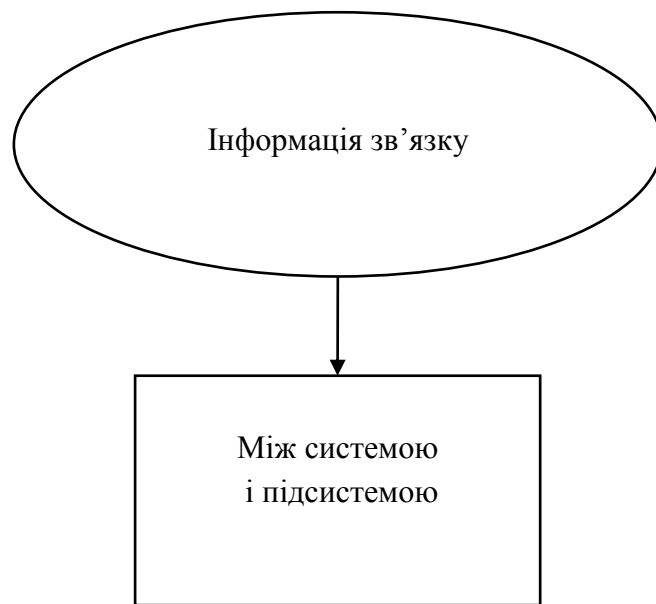 Інформація зв’язку
Між системою
і підсистемою